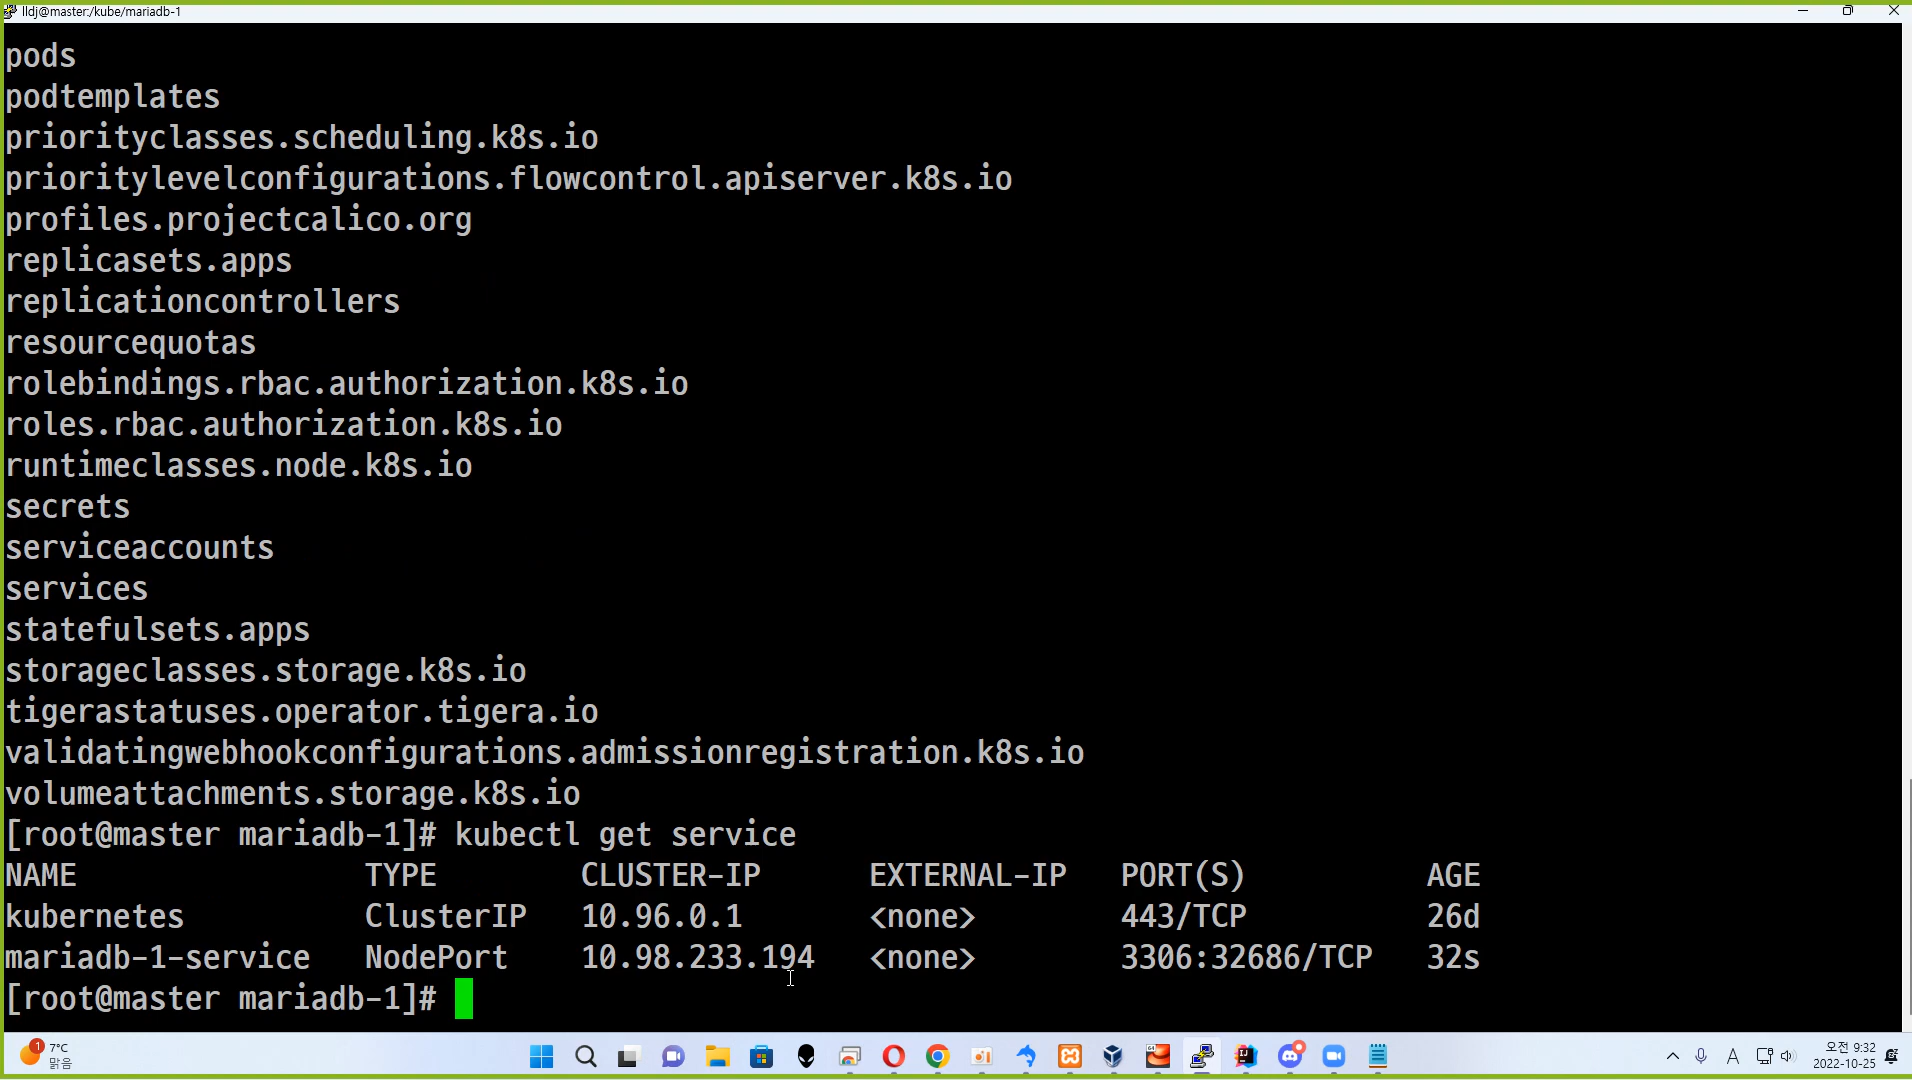 lldj@master:/kube/mariadb-1
pods
podtemplates
priorityclasses.scheduling.k8s.io
prioritylevelconfigurations.flowcontrol.apiserver.k8s.io
profiles.projectcalico.org
replicasets.apps
replicationcontrollers
resourcequotas
rolebindings.rbac.authorization.k8s.io
roles.rbac.authorization.k8s.io
runtimeclasses.node.k8s.io
secrets
serviceaccounts
services
statefulsets.apps
storageclasses.storage.k8s.io
tigerastatuses.operator.tigera.io
validatingwebhookconfigurations.admissionregistration.k8s.io
volumeattachments.storage.k8s.io
[root@master mariadb-1]# kubectl get service
NAME TYPE CLUSTER-IP EXTERNAL-IP PORT(S) AGE
kubernetes ClusterIP 10.96.0.1 <none> 443/TCP 26d
mariadb-1-service NodePort 10.98.233.194 <none> 3306:32686/TCP 32s
[root@master mariadb-1]#
1 7°C
맑음
A
오전 9:32
2022-10-25